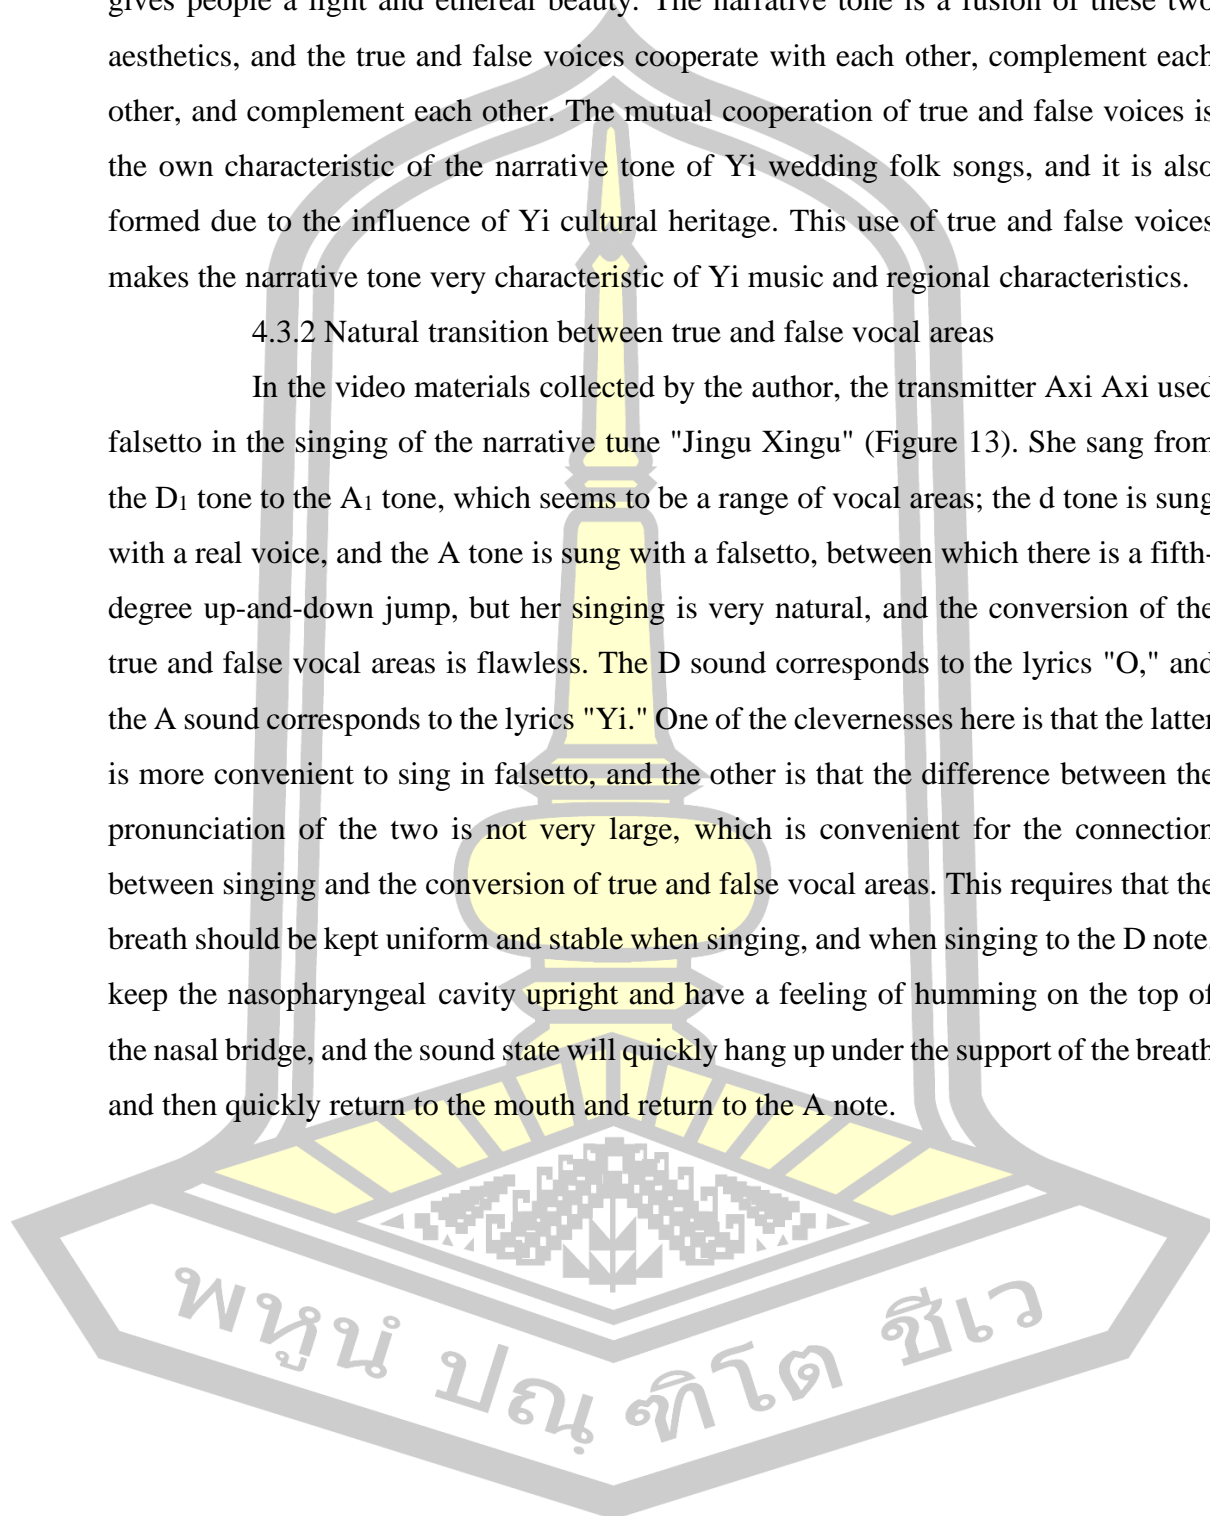 gives people a light and ethereal beauty. The narrative tone is a fusion of these two
aesthetics, and the true and false voices cooperate with each other, complement each
other, and complement each other. The mutual cooperation of true and false voices is
the own characteristic of the narrative tone of Yi wedding folk songs, and it is also
formed due to the influence of Yi cultural heritage. This use of true and false voices
makes the narrative tone very characteristic of Yi music and regional characteristics.
4.3.2 Natural transition between true and false vocal areas
In the video materials collected by the author, the transmitter Axi Axi used
falsetto in the singing of the narrative tune "Jingu Xingu" (Figure 13). She sang from
the D₁ tone to the A₁ tone, which seems to be a range of vocal areas; the d tone is sung
with a real voice, and the A tone is sung with a falsetto, between which there is a fifth-
degree up-and-down jump, but her singing is very natural, and the conversion of the
true and false vocal areas is flawless. The D sound corresponds to the lyrics "O," and
the A sound corresponds to the lyrics "Yi." One of the clevernesses here is that the latter
is more convenient to sing in falsetto, and the other is that the difference between the
pronunciation of the two is not very large, which is convenient for the connection
between singing and the conversion of true and false vocal areas. This requires that the
breath should be kept uniform and stable when singing, and when singing to the D note,
keep the nasopharyngeal cavity upright and have a feeling of humming on the top of
the nasal bridge, and the sound state will quickly hang up under the support of the breath
and then quickly return to the mouth and return to the A note.
พหูนํ ปณฺ ฑิโต ชีเว